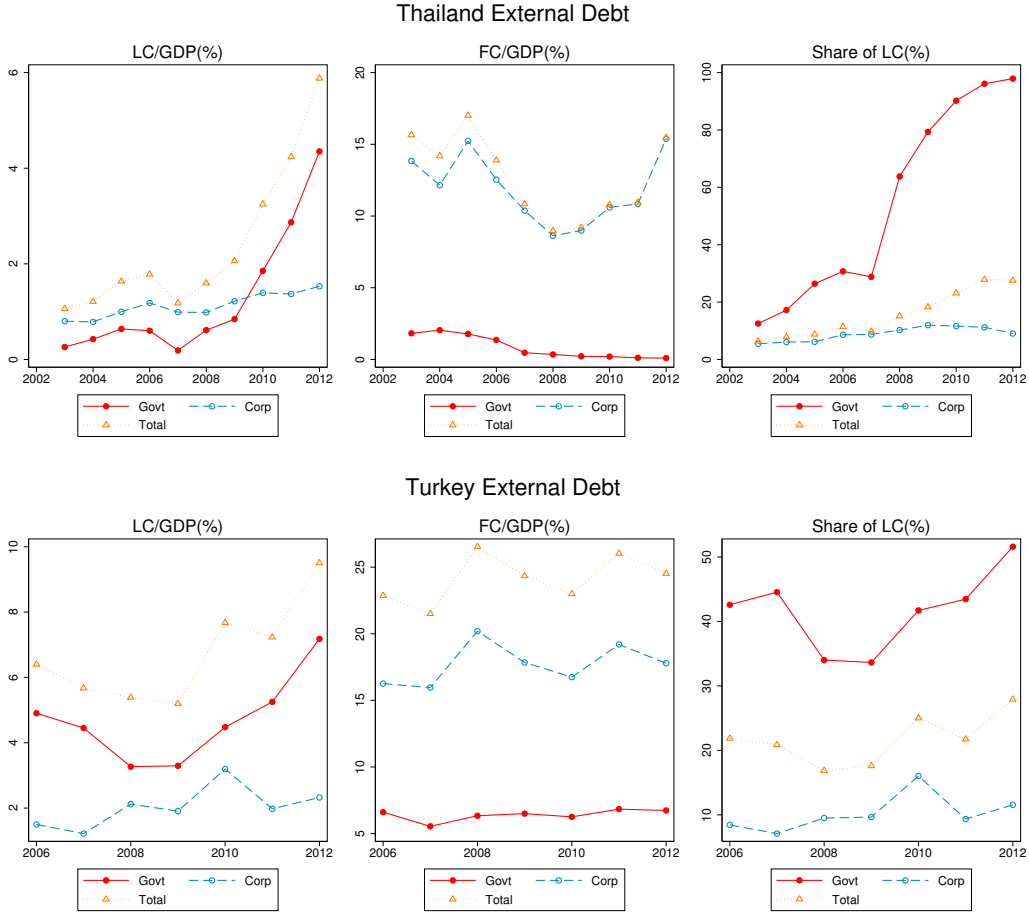 Thailand External Debt
LC/GDP(%)
FC/GDP(%)
Share of LC(%)
6
4
2
0
2002 2004 2006 2008 2010 2012
20
15
10
5
0
2002 2004 2006 2008 2010 2012
100
80
60
40
20
0
2002 2004 2006 2008 2010 2012
Govt Corp
Total
Govt Corp
Total
Govt Corp
Total
Turkey External Debt
LC/GDP(%)
FC/GDP(%)
Share of LC(%)
10
8
6
4
2
2006 2008 2010 2012
25
20
15
10
5
2006 2008 2010 2012
50
40
30
20
10
2006 2008 2010 2012
Govt Corp
Total
Govt Corp
Total
Govt Corp
Total